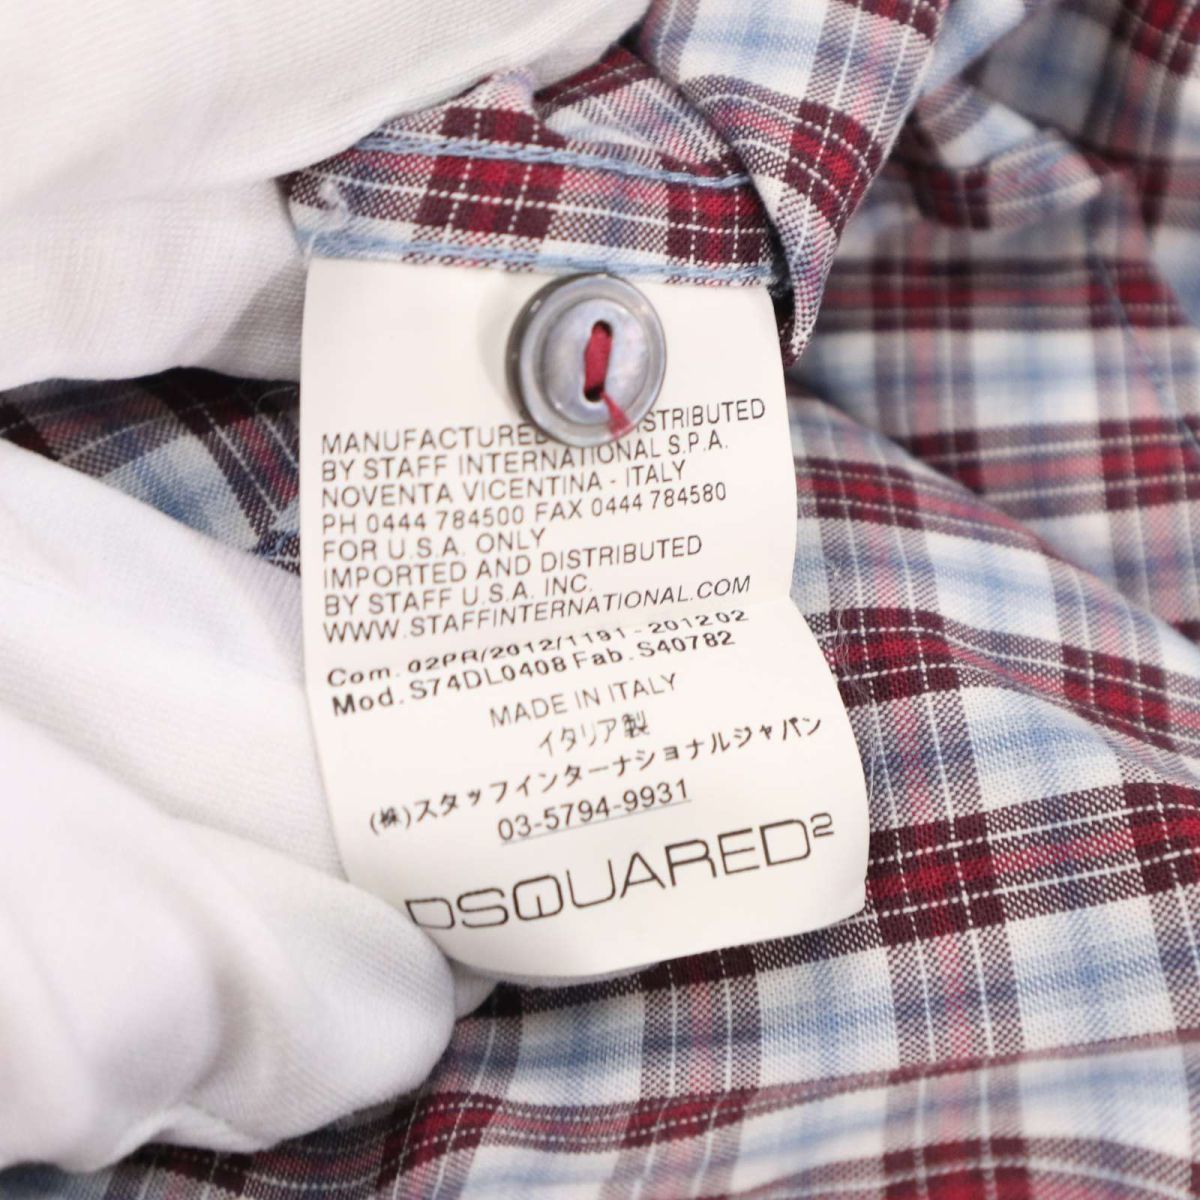 MANUFACTURED DISTRIBUTED
BY STAFF INTERNATIONAL S.P.A.
NOVENTA VICENTINA - ITALY
PH 0444 784500 FAX 0444 784580
FOR U.S.A. ONLY
IMPORTED AND DISTRIBUTED
BY STAFF U.S.A. INC.
WWW.STAFFINTERNATIONAL.COM
Com. 02PR/2012/1191 - 2012 02
Mod. S74DL0408 Fab. S40782
MADE IN ITALY
イタリア製
(株)スタッフインターナショナルジャパン
03-5794-9931
DSQUARED²